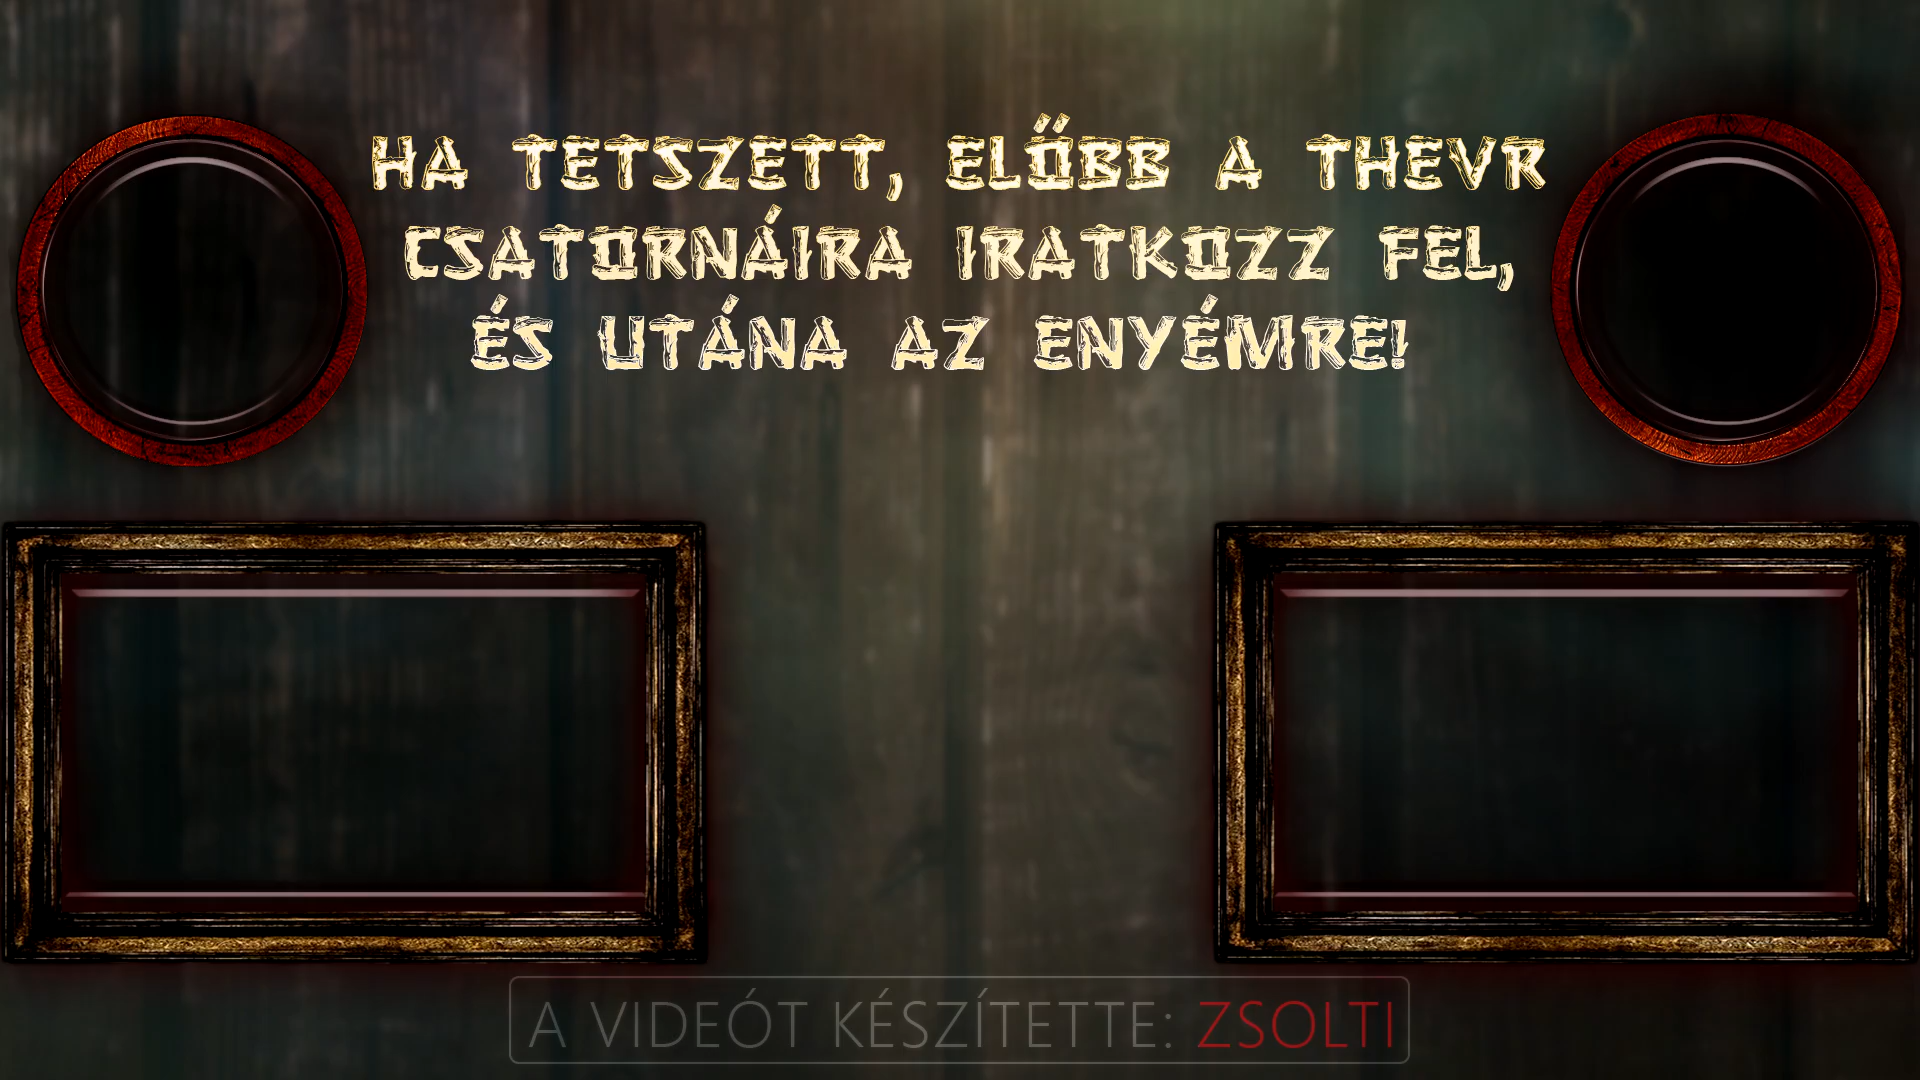 HA TETSZETT, ELŐBB A THEVR
CSATORNÁIRA IRATKOZZ FEL,
ÉS UTÁNA AZ ENYÉMRE!
A VIDEÓT KÉSZÍTETTE: ZSOLTI